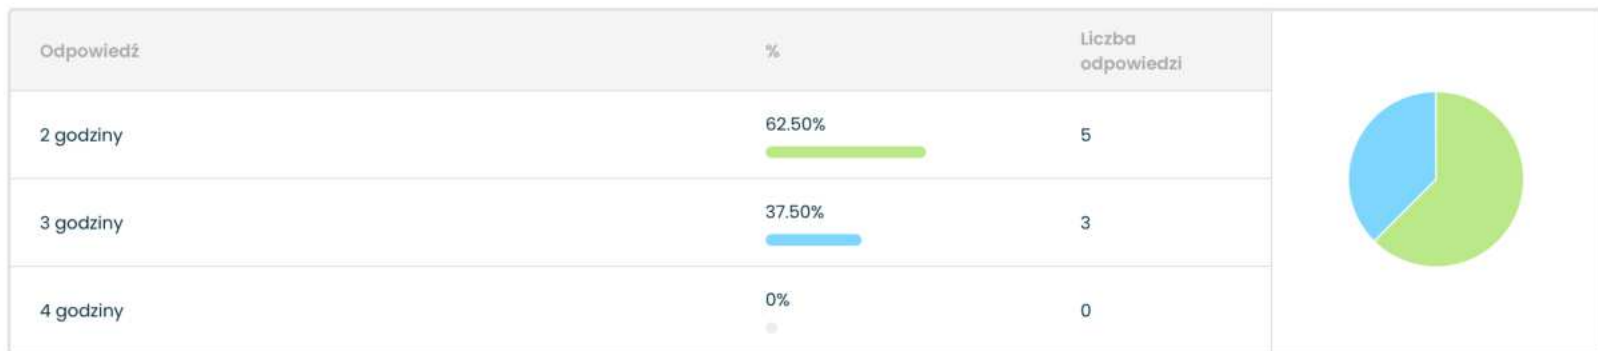 Odpowiedź % Liczba
odpowiedzi
2 godziny 62.50% 5
3 godziny 37.50% 3
4 godziny 0% 0